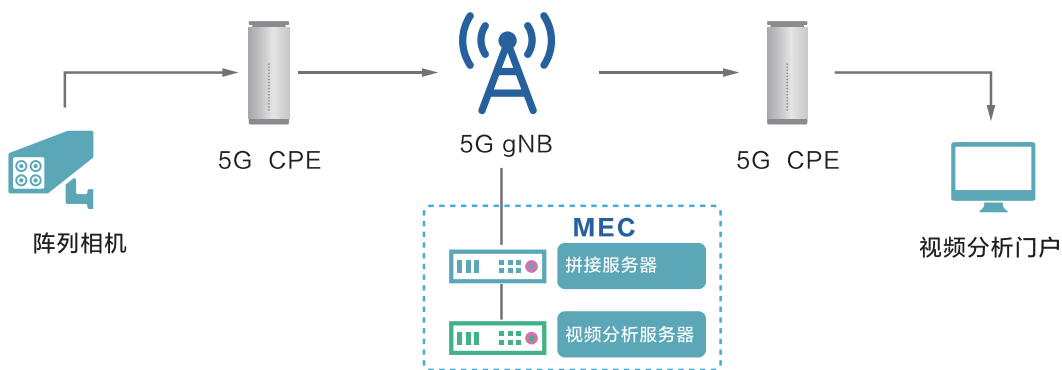 5G CPE
5G gNB
5G CPE
阵列相机
MEC
拼接服务器
视频分析服务器
视频分析门户